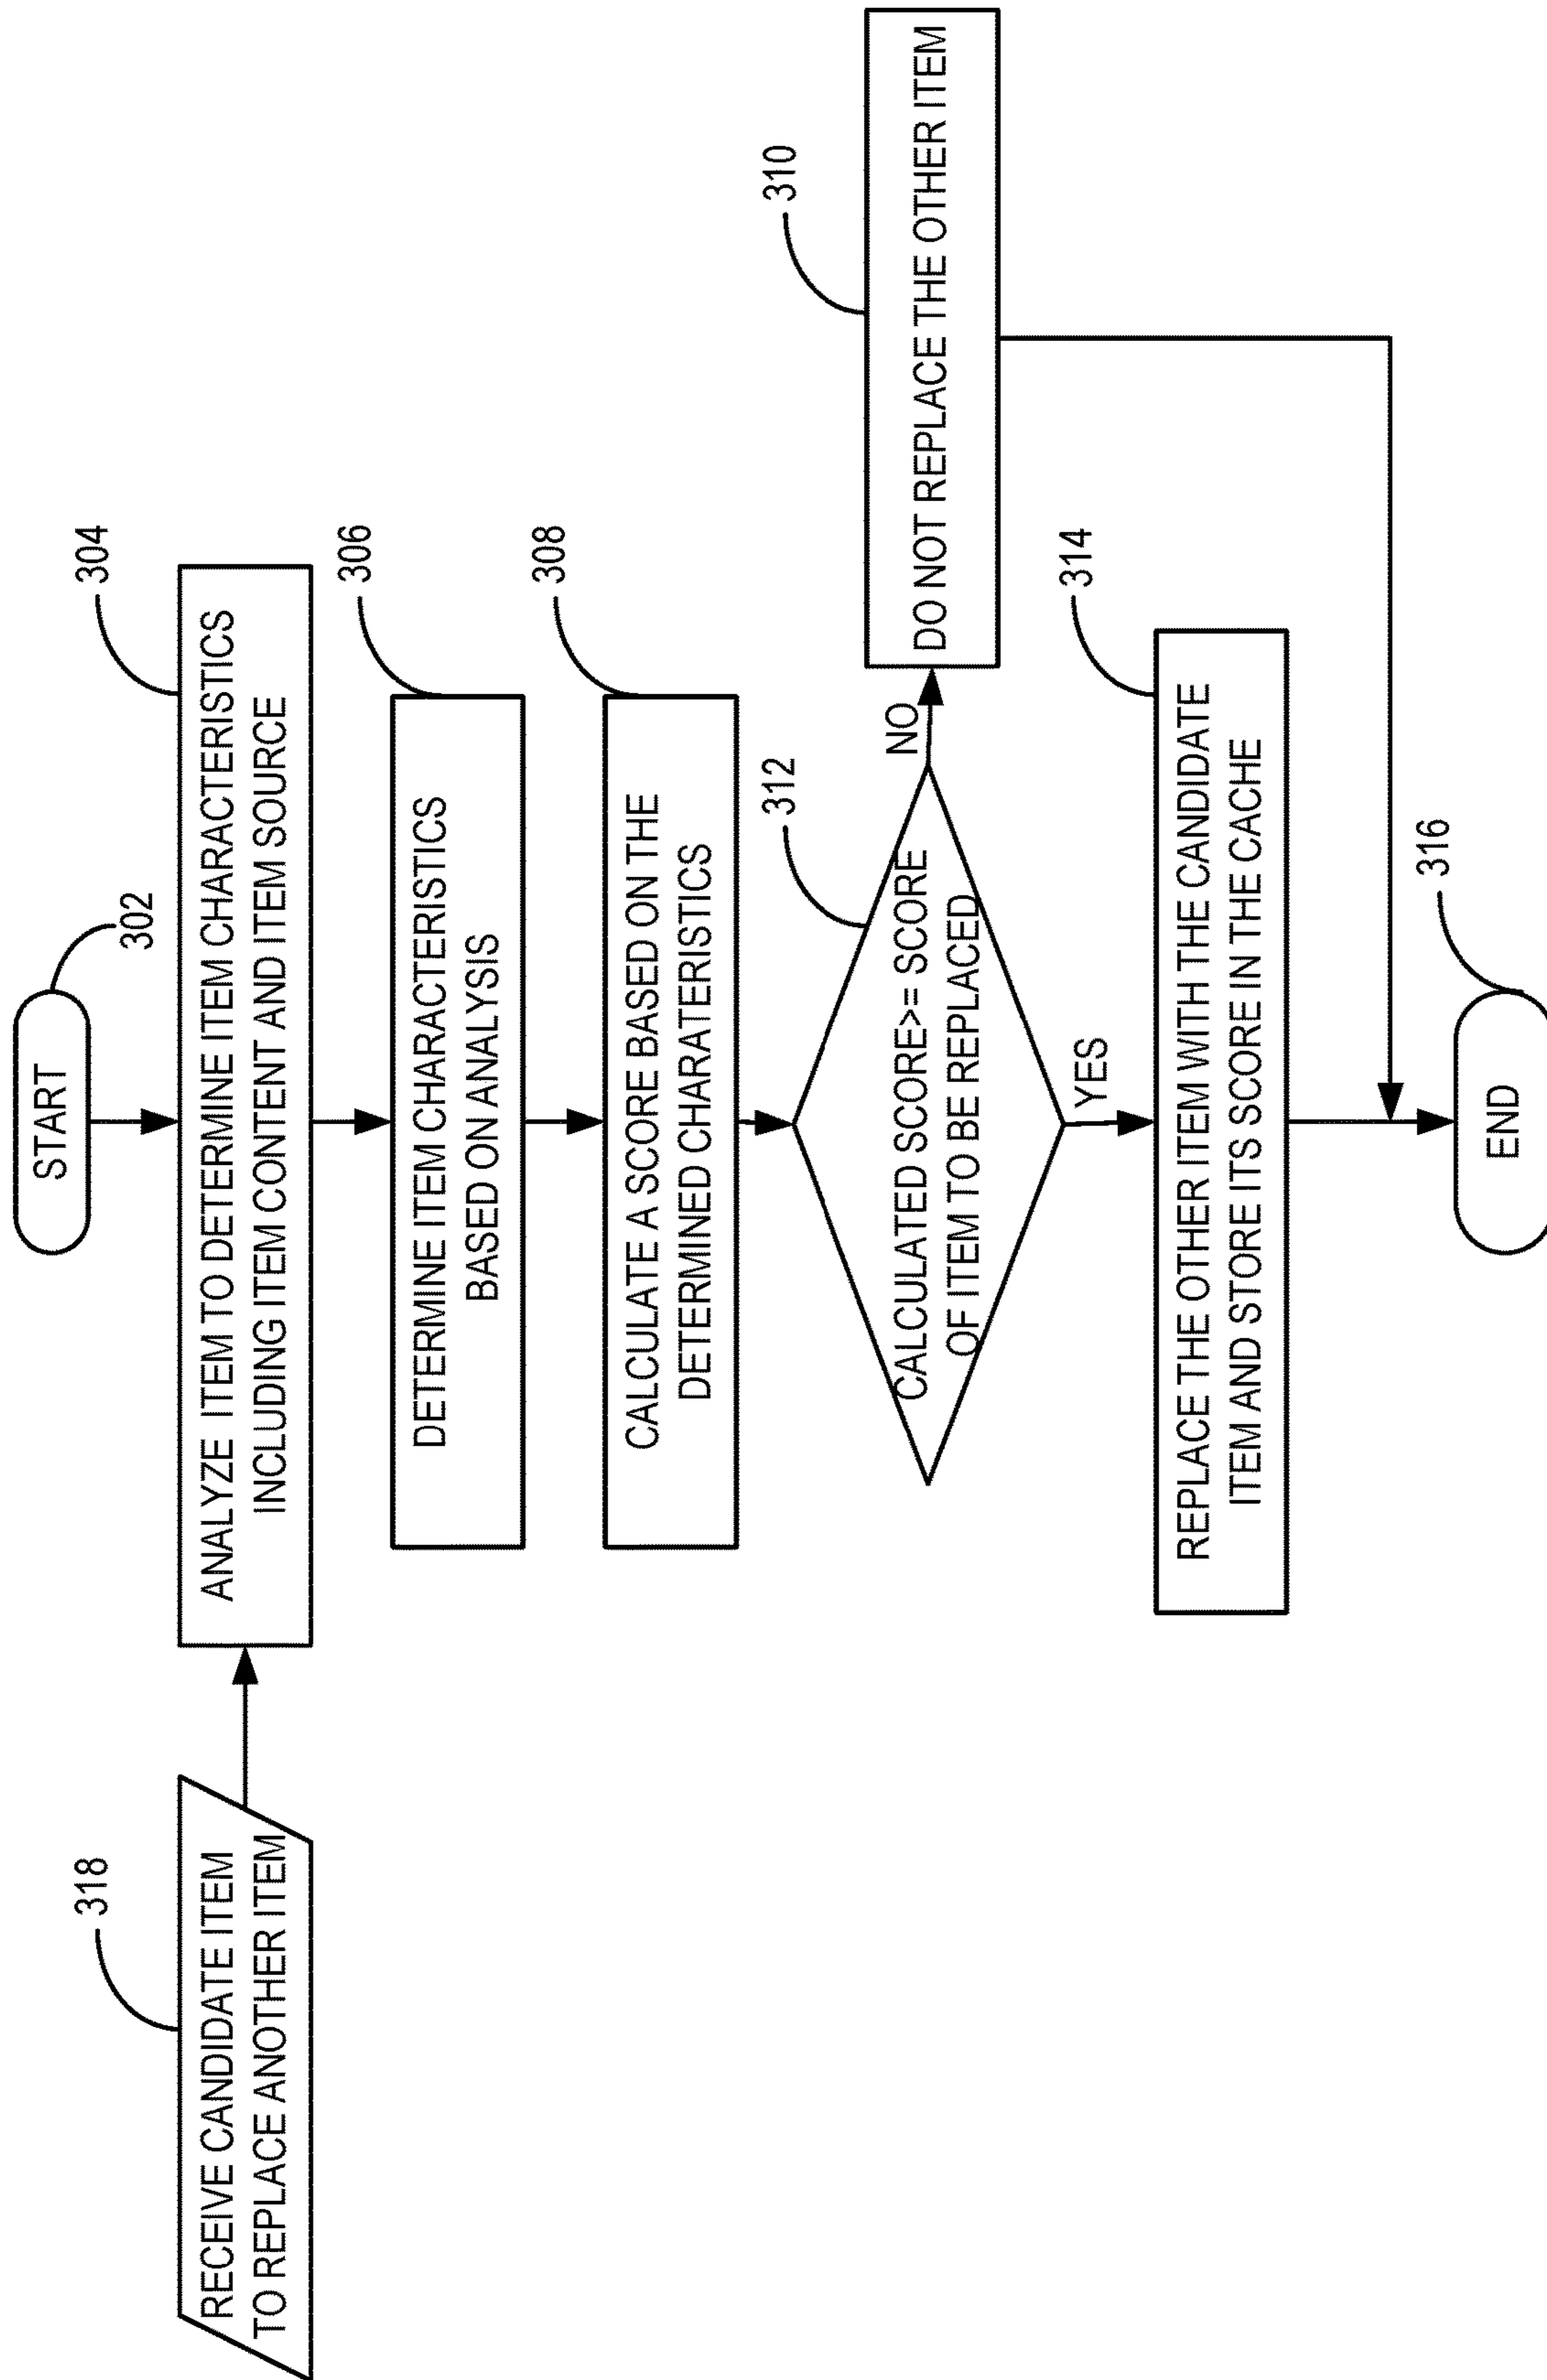 START
302
304
ANALYZE ITEM TO DETERMINE ITEM CHARACTERISTICS
INCLUDING ITEM CONTENT AND ITEM SOURCE
318
RECEIVE CANDIDATE ITEM
TO REPLACE ANOTHER ITEM
306
DETERMINE ITEM CHARACTERISTICS
BASED ON ANALYSIS
308
CALCULATE A SCORE BASED ON THE
DETERMINED CHARATERISTICS
312
CALCULATED SCORE>= SCORE
OF ITEM TO BE REPLACED
NO
310
DO NOT REPLACE THE OTHER ITEM
YES
314
REPLACE THE OTHER ITEM WITH THE CANDIDATE
ITEM AND STORE ITS SCORE IN THE CACHE
316
END